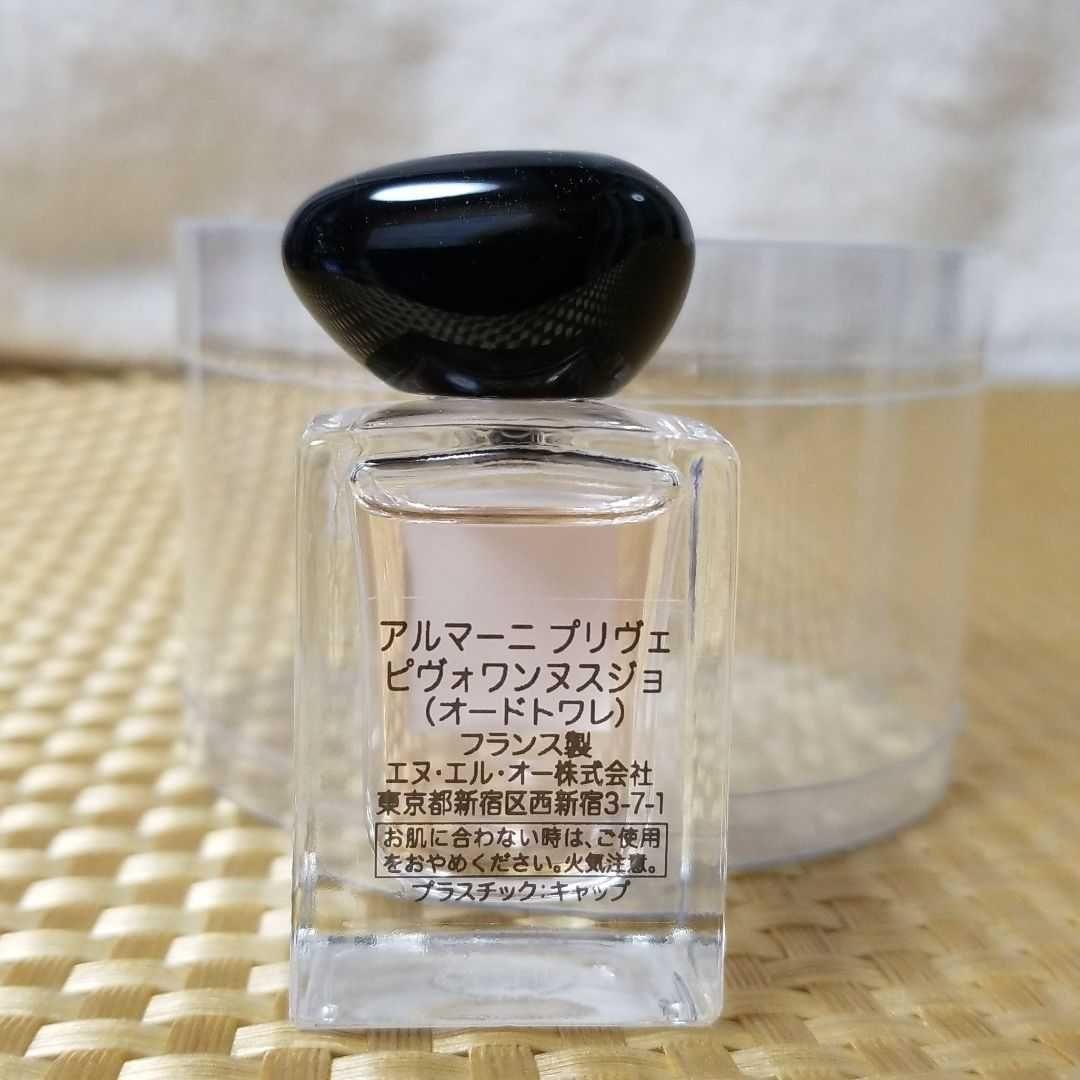 アルマーニ プリヴェ
ピヴォワンヌスジョ
(オードトワレ)
フランス製
エヌ・エル・オー株式会社
東京都新宿区西新宿3-7-1
お肌に合わない時は、ご使用
をおやめください。火気注意。
プラスチック:キャップ